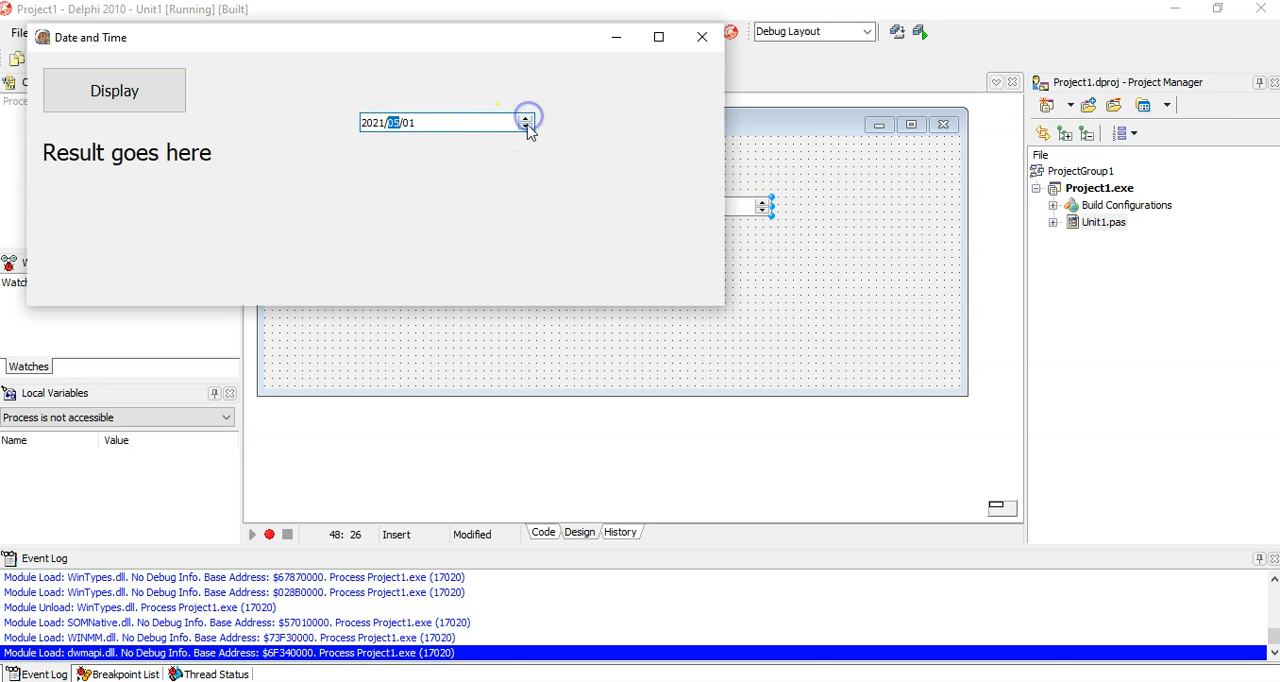 Project1 - Delphi 2010 - Unit1 [Running] [Built]
File
Date and Time
Debug Layout
Display
2021/05/01
Result goes here
Project1.dproj - Project Manager
File
ProjectGroup1
Project1.exe
Build Configurations
Unit1.pas
Watches
Local Variables
Process is not accessible
Name Value
48: 26 Insert Modified Code Design History
Event Log
Module Load: WinTypes.dll. No Debug Info. Base Address: $67870000. Process Project1.exe (17020)
Module Load: WinTypes.dll. No Debug Info. Base Address: $028B0000. Process Project1.exe (17020)
Module Unload: WinTypes.dll. Process Project1.exe (17020)
Module Load: SOMNative.dll. No Debug Info. Base Address: $57010000. Process Project1.exe (17020)
Module Load: WINMM.dll. No Debug Info. Base Address: $73F30000. Process Project1.exe (17020)
Module Load: dwmapi.dll. No Debug Info. Base Address: $6F340000. Process Project1.exe (17020)
Event Log Breakpoint List Thread Status